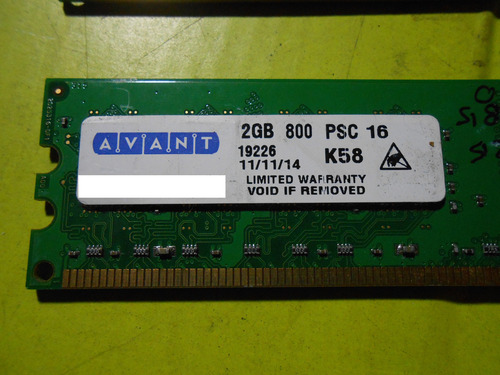 AVANT
2GB 800 PSC 16
19226 K58
11/11/14
LIMITED WARRANTY
VOID IF REMOVED